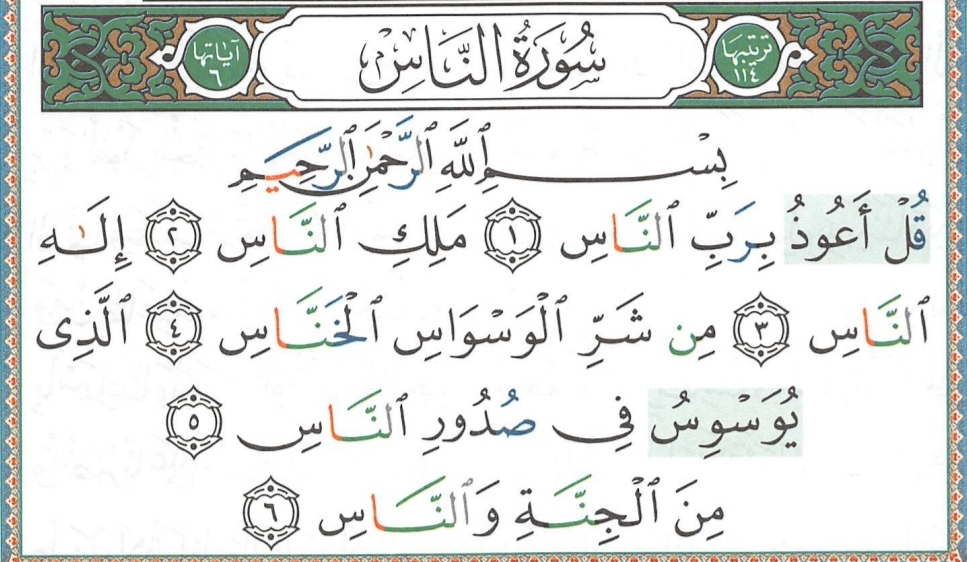 ترتيبها ١١٤ سُورَةُ النَّاسِ آياتها ٦
بِسْمِ ٱللَّهِ ٱلرَّحْمَٰنِ ٱلرَّحِيمِ
قُلْ أَعُوذُ بِرَبِّ ٱلنَّاسِ ١ مَلِكِ ٱلنَّاسِ ٢ إِلَٰهِ
ٱلنَّاسِ ٣ مِن شَرِّ ٱلْوَسْوَاسِ ٱلْخَنَّاسِ ٤ ٱلَّذِى
يُوَسْوِسُ فِى صُدُورِ ٱلنَّاسِ ٥
مِنَ ٱلْجِنَّةِ وَٱلنَّاسِ ٦